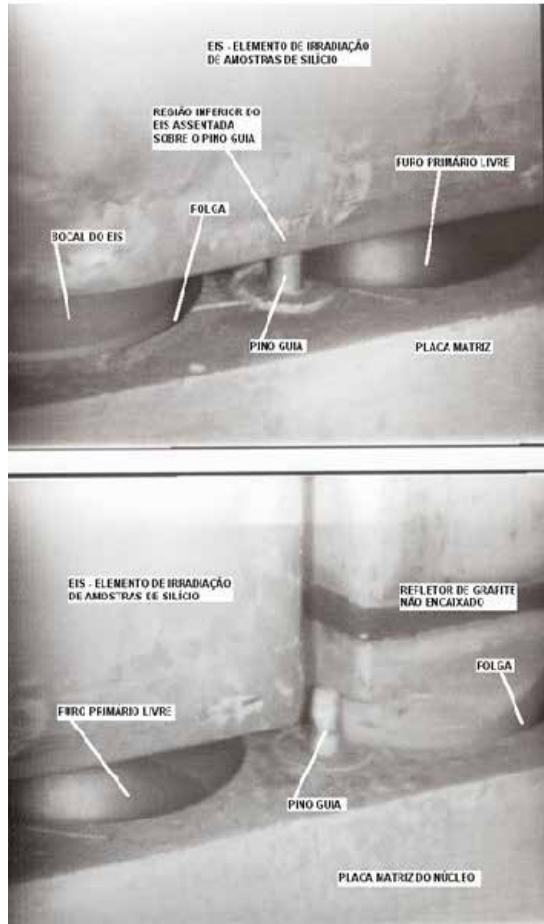 EIS - ELEMENTO DE IRRADIAÇÃO
DE AMOSTRAS DE SILÍCIO
REGIÃO INFERIOR DO
EIS ASSENTADA
SOBRE O PINO GUIA
FURO PRIMÁRIO LIVRE
FOLGA
BOCAL DO EIS
PINO GUIA
PLACA MATRIZ
EIS - ELEMENTO DE IRRADIAÇÃO
DE AMOSTRAS DE SILÍCIO
REFLETOR DE GRAFITE
NÃO ENCAIXADO
FOLGA
FURO PRIMÁRIO LIVRE
PINO GUIA
PLACA MATRIZ DO NÚCLEO